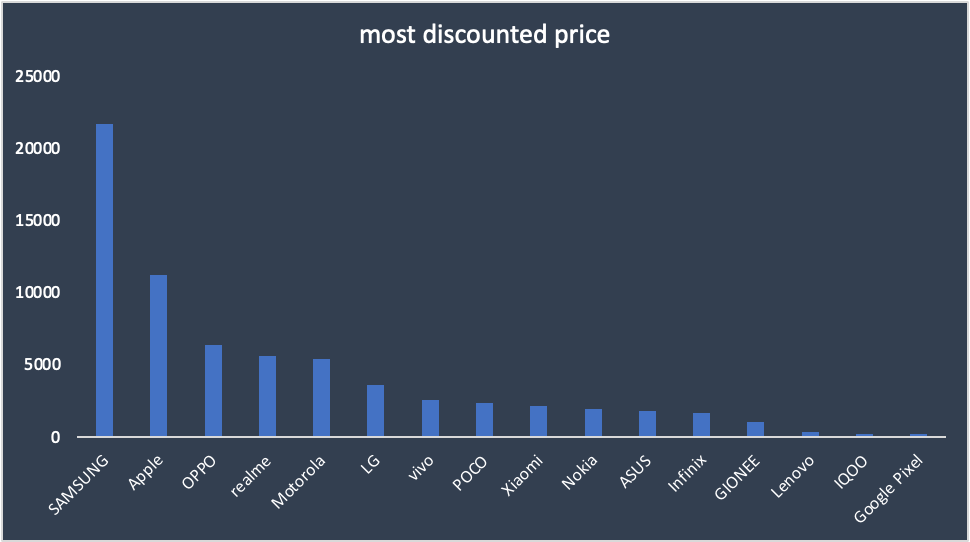 most discounted price
25000
20000
15000
10000
5000
0
SAMSUNG
Apple
OPPO
realme
Motorola
LG
vivo
POCO
Xiaomi
Nokia
ASUS
Infinix
GIONEE
Lenovo
IQOO
Google Pixel